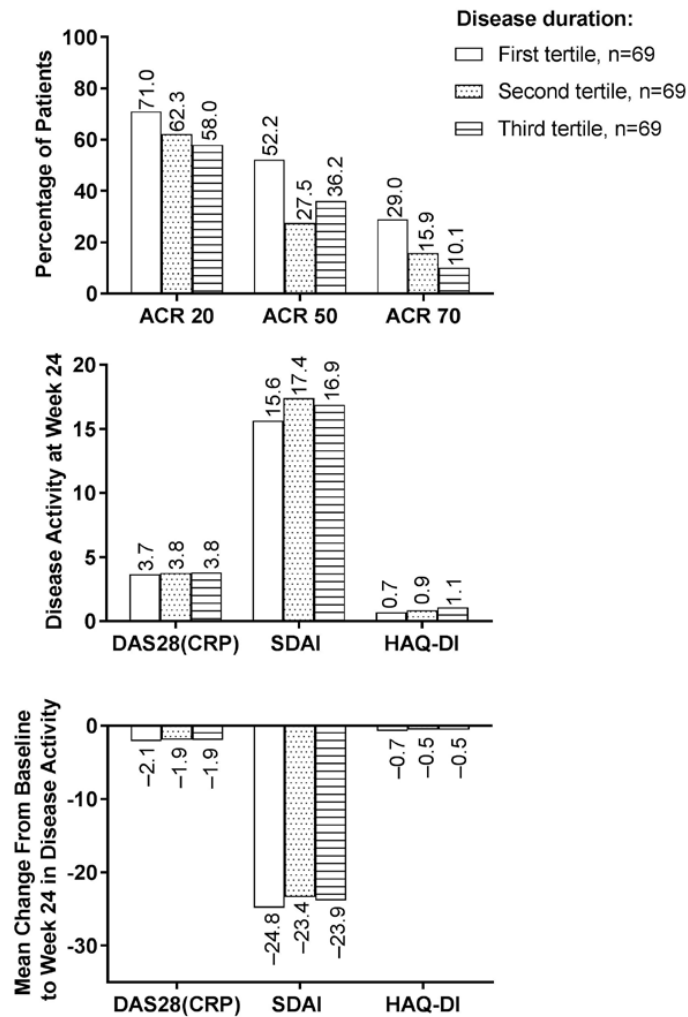 Disease duration:
First tertile, n=69
Second tertile, n=69
Third tertile, n=69
Percentage of Patients
100
80
60
40
20
0
71.0
62.3
58.0
52.2
27.5
36.2
29.0
15.9
10.1
ACR 20
ACR 50
ACR 70
Disease Activity at Week 24
20
15
10
5
0
3.7
3.8
3.8
15.6
17.4
16.9
0.7
0.9
1.1
DAS28(CRP)
SDAI
HAQ-DI
Mean Change From Baseline
to Week 24 in Disease Activity
0
-10
-20
-30
–2.1
–1.9
–1.9
–24.8
–23.4
–23.9
–0.7
–0.5
–0.5
DAS28(CRP)
SDAI
HAQ-DI